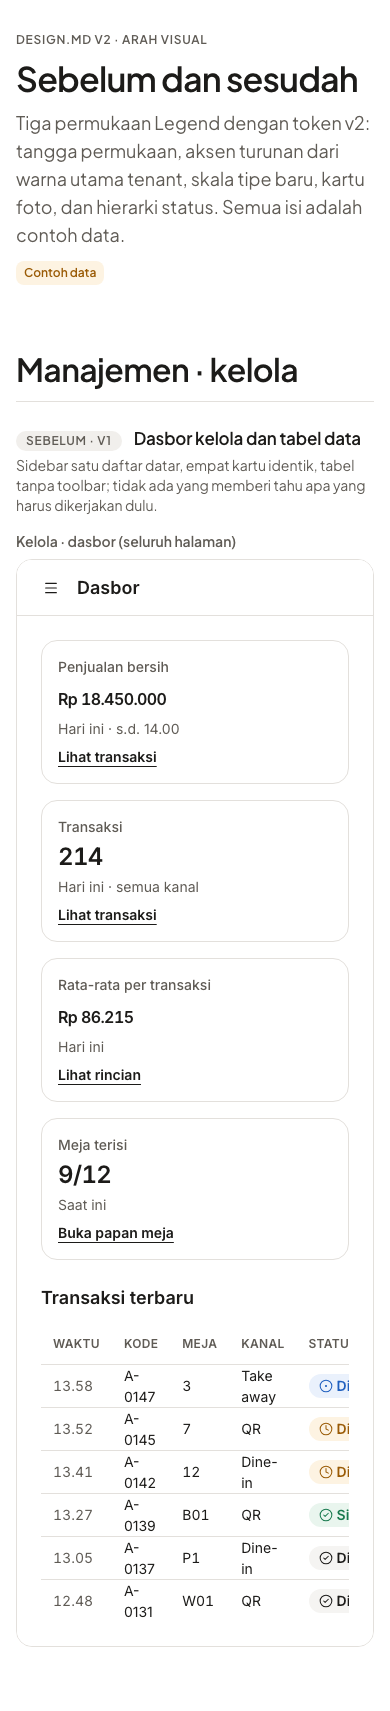 DESIGN.MD V2 · ARAH VISUAL
Sebelum dan sesudah
Tiga permukaan Legend dengan token v2:
tangga permukaan, aksen turunan dari
warna utama tenant, skala tipe baru, kartu
foto, dan hierarki status. Semua isi adalah
contoh data.
Contoh data
Manajemen · kelola
SEBELUM · V1 Dasbor kelola dan tabel data
Sidebar satu daftar datar, empat kartu identik, tabel
tanpa toolbar; tidak ada yang memberi tahu apa yang
harus dikerjakan dulu.
Kelola · dasbor (seluruh halaman)
Dasbor
Penjualan bersih
Rp 18.450.000
Hari ini · s.d. 14.00
Lihat transaksi
Transaksi
214
Hari ini · semua kanal
Lihat transaksi
Rata-rata per transaksi
Rp 86.215
Hari ini
Lihat rincian
Meja terisi
9/12
Saat ini
Buka papan meja
Transaksi terbaru
WAKTU KODE MEJA KANAL STATU
13.58 A-0147 3 Take away Di
13.52 A-0145 7 QR Di
13.41 A-0142 12 Dine-in Di
13.27 A-0139 B01 QR Si
13.05 A-0137 P1 Dine-in Di
12.48 A-0131 W01 QR Di